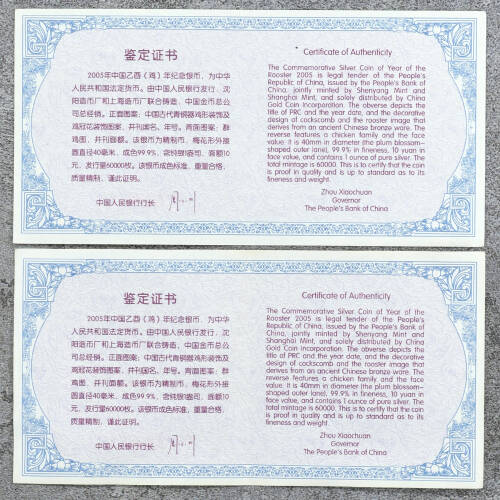 鉴定证书
2005年中国乙酉（鸡）年纪念银币，为中华
人民共和国法定货币。由中国人民银行发行，沈
阳造币厂和上海造币厂联合铸造，中国金币总公
司总经销。正面图案：中国古代青铜器鸡形装饰及
鸡冠花装饰图案，并刊国名、年号。背面图案：群
鸡图，并刊面额。该银币为精制币，梅花形外接
圆直径40毫米，成色99.9%，含纯银1盎司，面额10
元，发行量60000枚。该银币成色标准，重量合格，
质量精制，谨此证明。
中国人民银行行长
Certificate of Authenticity
The Commemorative Silver Coin of Year of the
Rooster 2005 is legal tender of the People's
Republic of China, issued by the People's Bank of
China, jointly minted by Shenyang Mint and
Shanghai Mint, and solely distributed by China
Gold Coin Incorporation. The obverse depicts the
title of PRC and the year date, and the decorative
design of cockscomb and the rooster image that
derives from an ancient Chinese bronze ware. The
reverse features a chicken family and the face
value. It is 40mm in diameter (the plum blossom-
shaped outer lane), 99.9% in fineness, 10 yuan in
face value, and contains 1 ounce of pure silver. The
total mintage is 60000. This is to certify that the coin
is proof in quality and is up to standard as to its
fineness and weight.
Zhou Xiaochuan
Governor
The People's Bank of China
鉴定证书
2005年中国乙酉（鸡）年纪念银币，为中华
人民共和国法定货币。由中国人民银行发行，沈
阳造币厂和上海造币厂联合铸造，中国金币总公
司总经销。正面图案：中国古代青铜器鸡形装饰及
鸡冠花装饰图案，并刊国名、年号。背面图案：群
鸡图，并刊面额。该银币为精制币，梅花形外接
圆直径40毫米，成色99.9%，含纯银1盎司，面额10
元，发行量60000枚。该银币成色标准，重量合格，
质量精制，谨此证明。
中国人民银行行长
Certificate of Authenticity
The Commemorative Silver Coin of Year of the
Rooster 2005 is legal tender of the People's
Republic of China, issued by the People's Bank of
China, jointly minted by Shenyang Mint and
Shanghai Mint, and solely distributed by China
Gold Coin Incorporation. The obverse depicts the
title of PRC and the year date, and the decorative
design of cockscomb and the rooster image that
derives from an ancient Chinese bronze ware. The
reverse features a chicken family and the face
value. It is 40mm in diameter (the plum blossom-
shaped outer lane), 99.9% in fineness, 10 yuan in
face value, and contains 1 ounce of pure silver. The
total mintage is 60000. This is to certify that the coin
is proof in quality and is up to standard as to its
fineness and weight.
Zhou Xiaochuan
Governor
The People's Bank of China